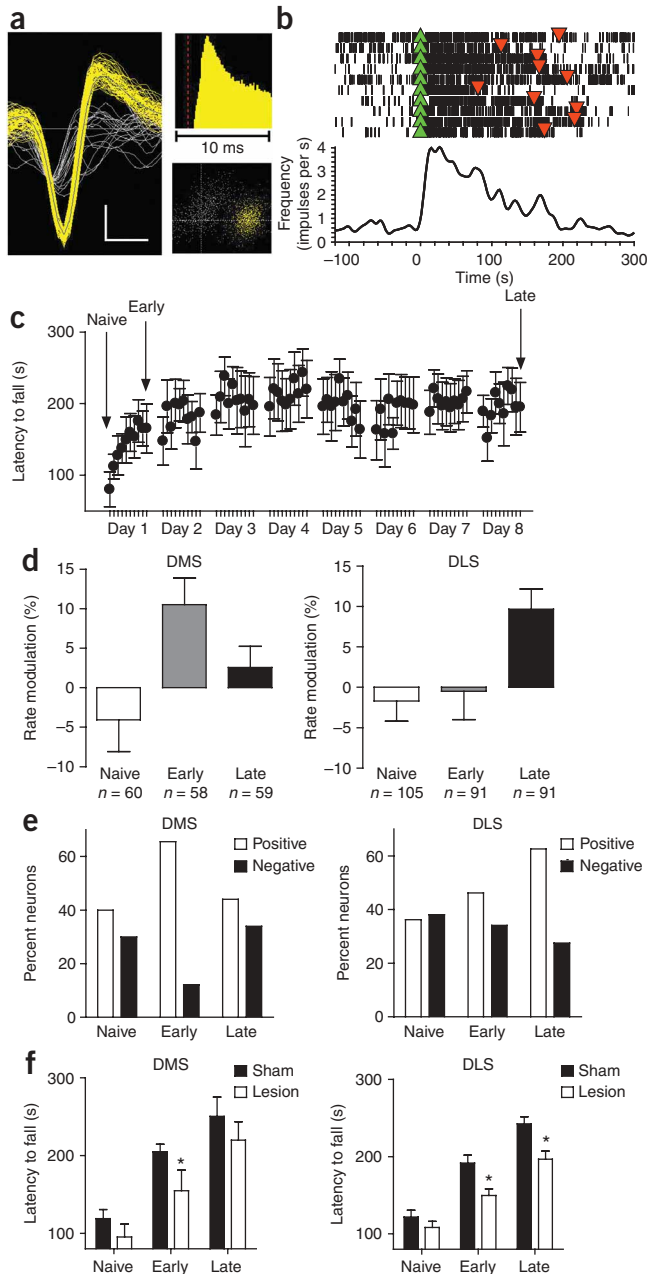 a
10 ms
b
Frequency
(impulses per s)
4
3
2
1
0
−100 0 100 200 300
Time (s)
c
Naive
Early
Late
Latency to fall (s)
300
200
100
Day 1 Day 2 Day 3 Day 4 Day 5 Day 6 Day 7 Day 8
d
DMS
Rate modulation (%)
15
10
5
0
−5
−10
Naive Early Late
n = 60 n = 58 n = 59
DLS
Rate modulation (%)
15
10
5
0
−5
−10
Naive Early Late
n = 105 n = 91 n = 91
e
DMS
Positive
Negative
Percent neurons
60
40
20
0
Naive Early Late
DLS
Positive
Negative
Percent neurons
60
40
20
0
Naive Early Late
f
DMS
Sham
Lesion
Latency to fall (s)
300
200
100
*
Naive Early Late
DLS
Sham
Lesion
Latency to fall (s)
300
200
100
*
*
Naive Early Late